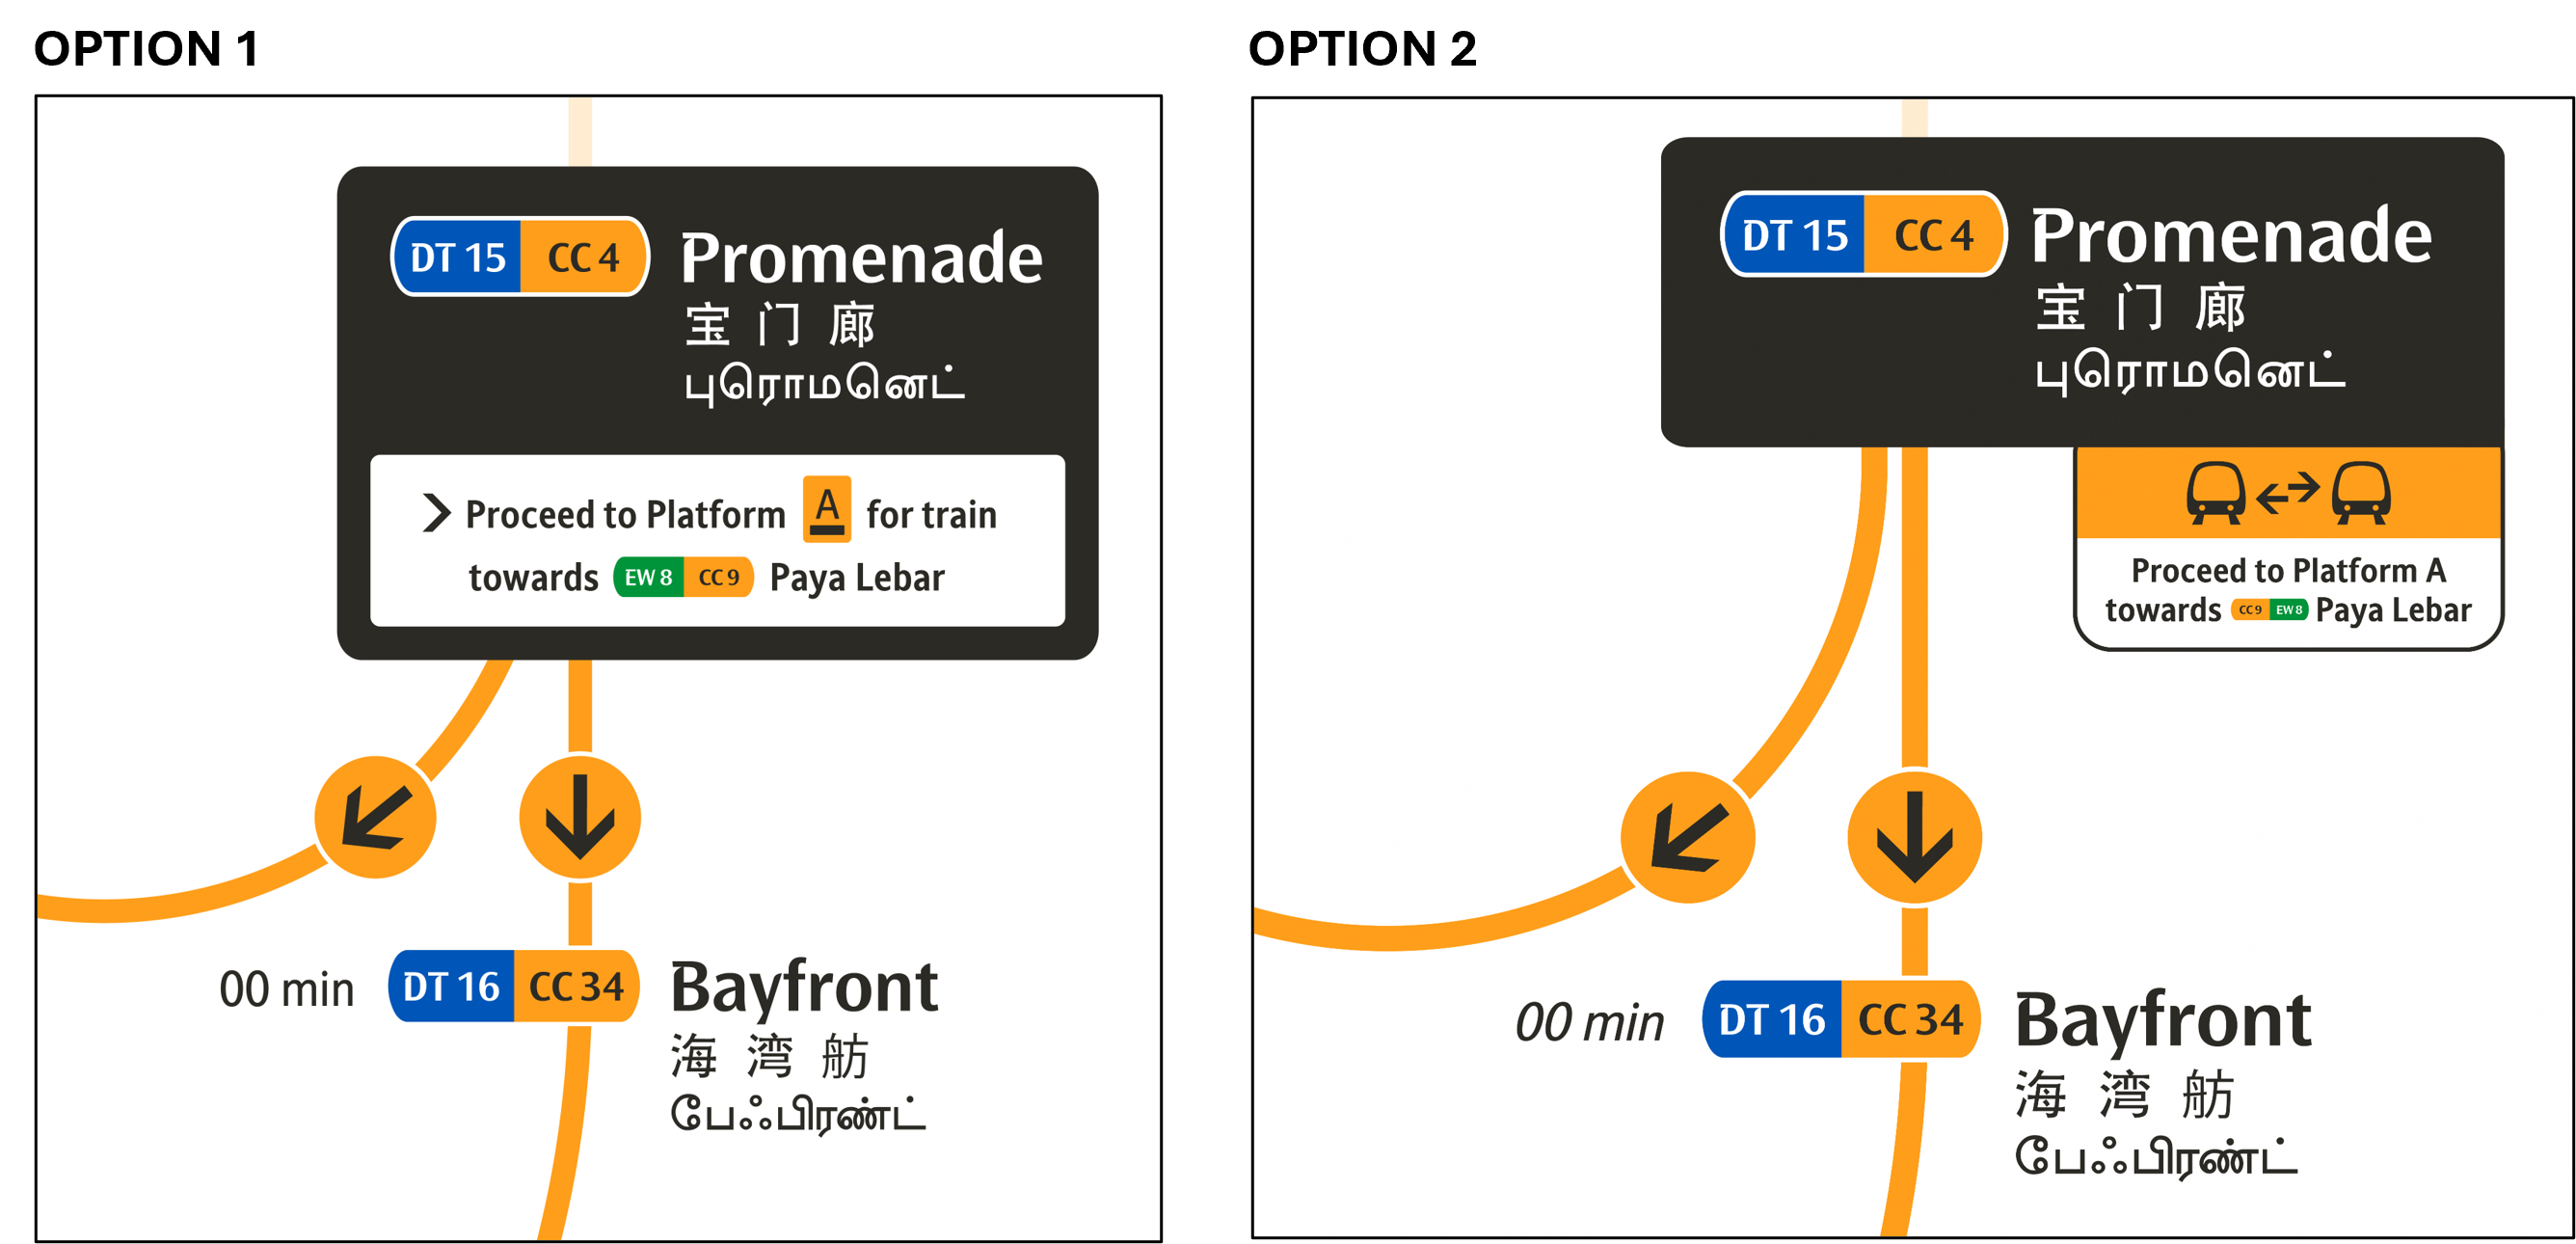 OPTION 1
DT 15 CC 4 Promenade
宝 门 廊
புரொமனெட்
Proceed to Platform A for train
towards EW 8 CC 9 Paya Lebar
00 min DT 16 CC 34 Bayfront
海 湾 舫
பேஃபிரண்ட்
OPTION 2
DT 15 CC 4 Promenade
宝 门 廊
புரொமனெட்
Proceed to Platform A
towards CC 9 EW 8 Paya Lebar
00 min DT 16 CC 34 Bayfront
海 湾 舫
பேஃபிரண்ட்